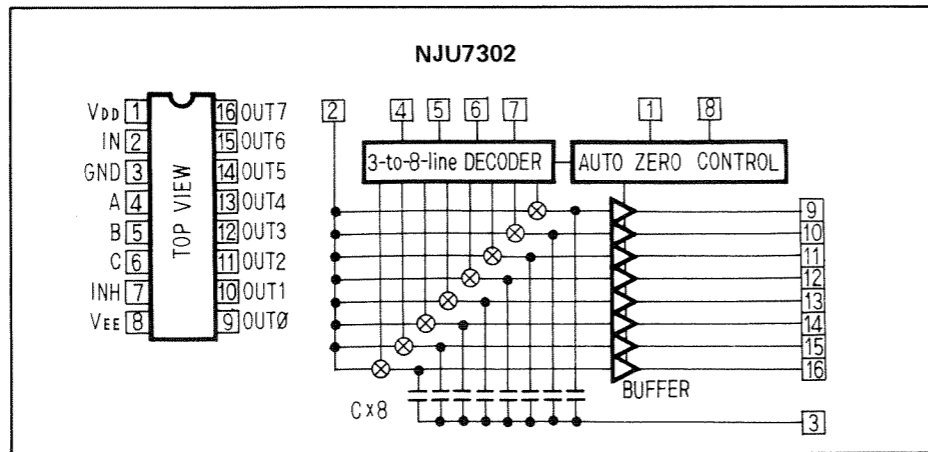 NJU7302
VDD 1
IN 2
GND 3
A 4
B 5
C 6
INH 7
VEE 8
TOP VIEW
16 OUT7
15 OUT6
14 OUT5
13 OUT4
12 OUT3
11 OUT2
10 OUT1
9 OUTØ
2 4 5 6 7 1 8
3-to-8-line DECODER
AUTO ZERO CONTROL
9
10
11
12
13
14
15
16
BUFFER
C×8
3